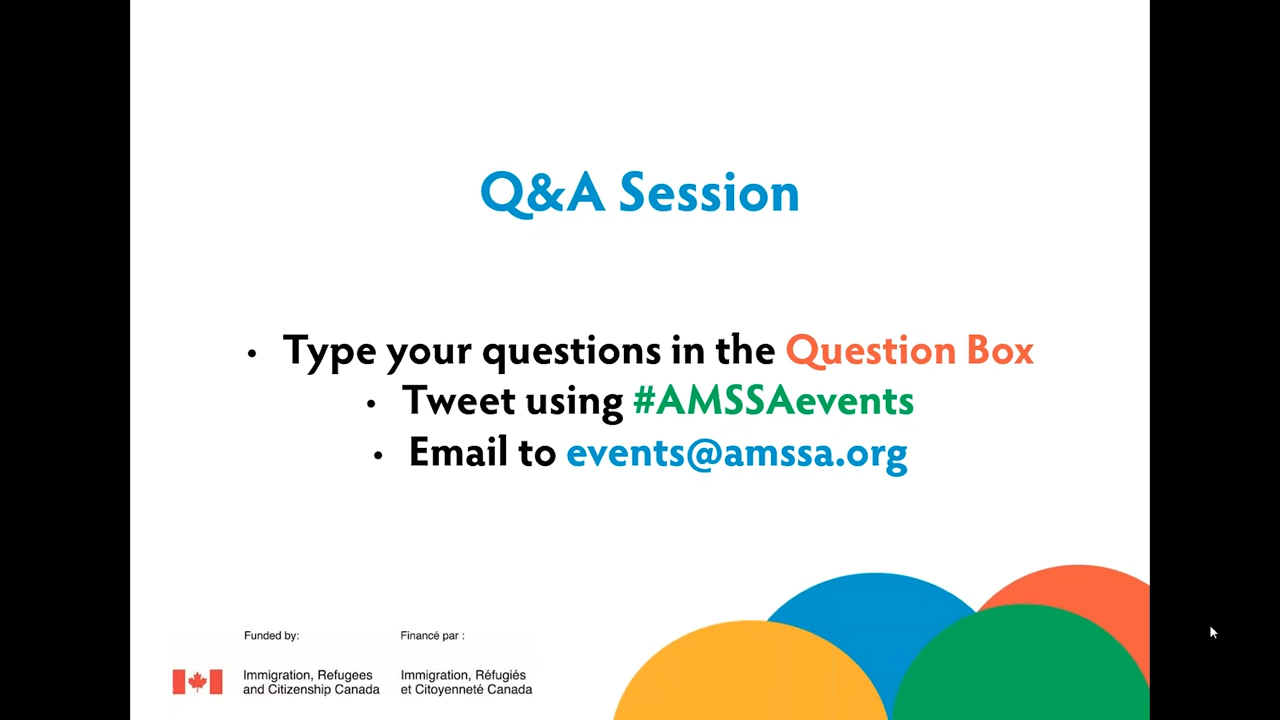 Q&A Session
• Type your questions in the Question Box
• Tweet using #AMSSAevents
• Email to events@amssa.org
Funded by:
Immigration, Refugees
and Citizenship Canada
Financé par :
Immigration, Réfugiés
et Citoyenneté Canada